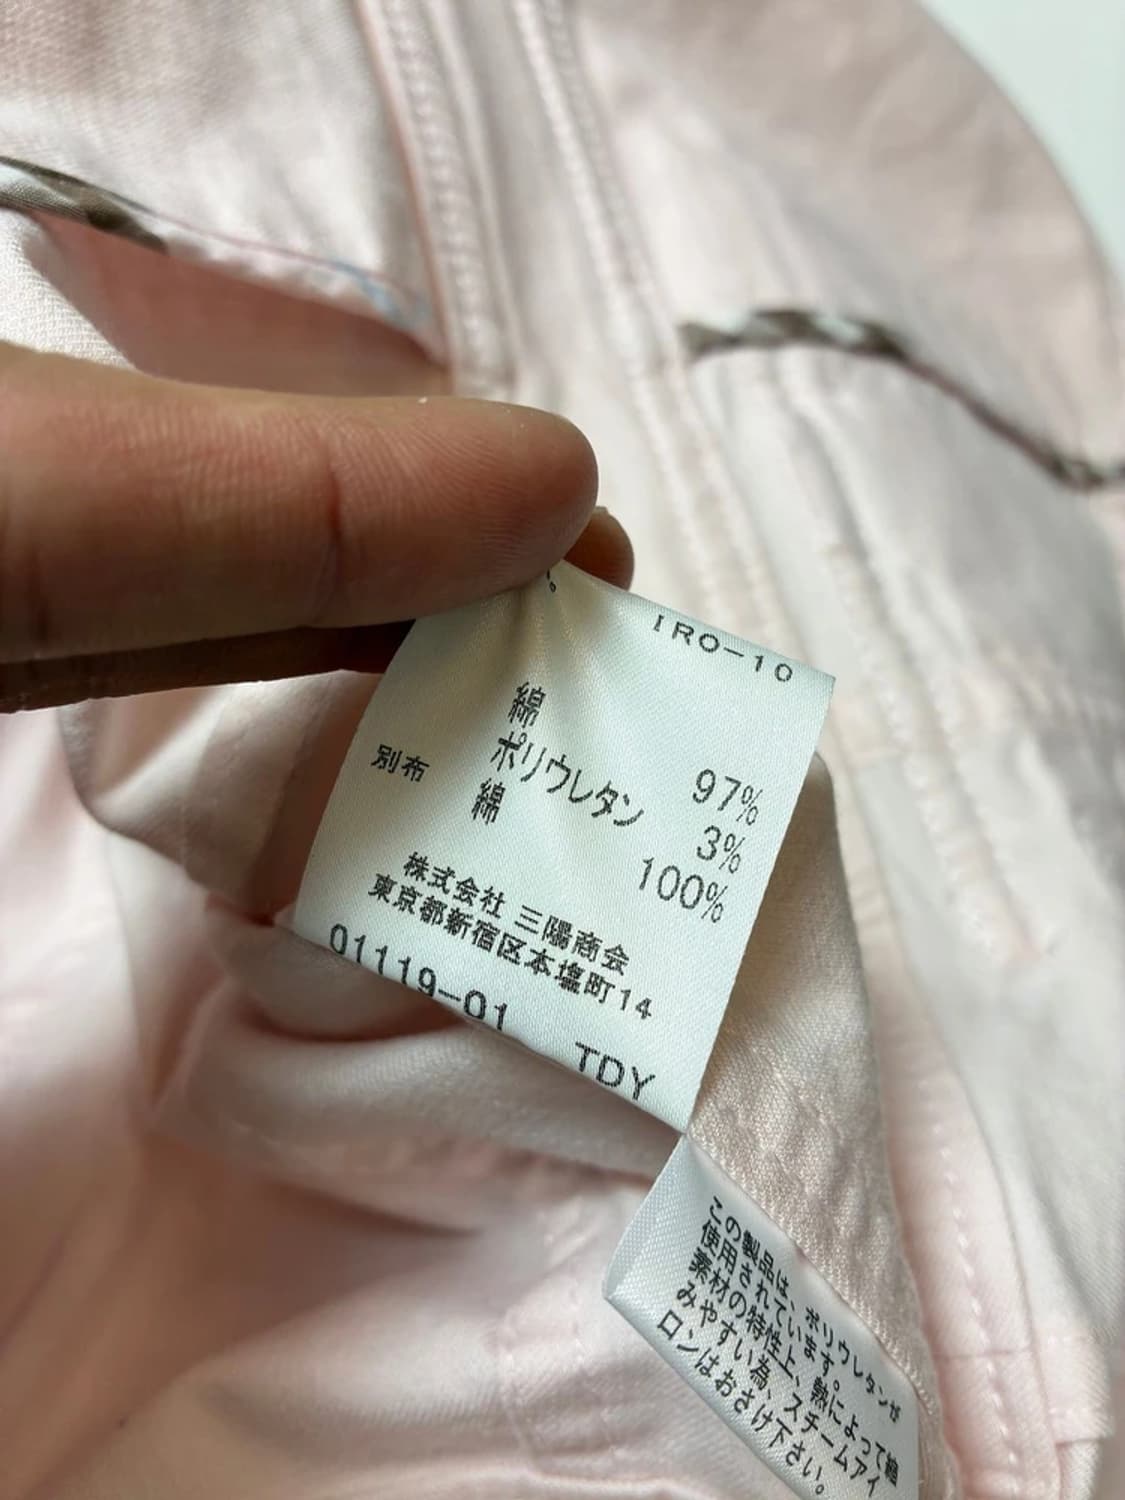 。 IRO-10
綿 97%
ポリウレタン 3%
別布 綿 100%
株式会社 三陽商会
東京都新宿区本塩町14
01119-01 TDY
この製品は、ポリウレタンが
使用されています。
素材の特性上、熱によって縮
みやすい為、スチームアイ
ロンはおさけ下さい。